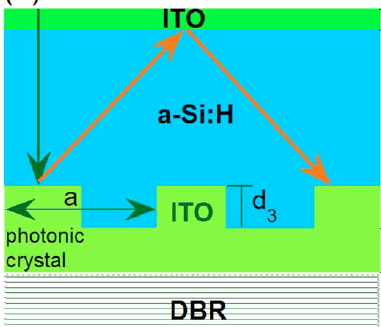 ITO
a-Si:H
a
ITO
d3
photonic
crystal
DBR